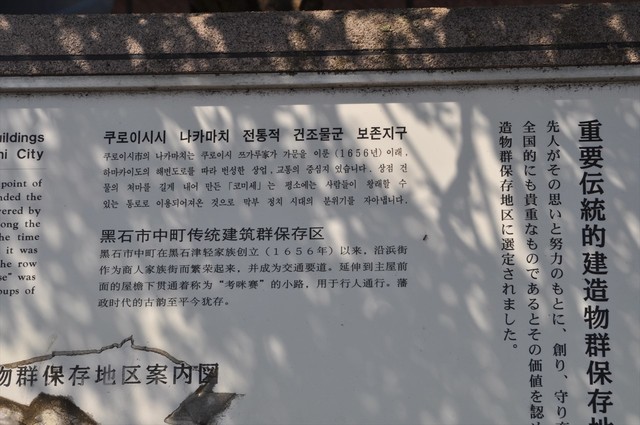 uildings
ni City
point of
nded the
ered by
ong the
he time
it was
the row
se" was
oups of
쿠로이시시 나카마치 전통적 건조물군 보존지구
쿠로이시市의 나카마치는 쿠로이시 쯔가루家가 가문을 이룬(1656년)이래,
하마카이도의 해변도로를 따라 번성한 상업, 교통의 중심지 있습니다. 상점 건
물의 처마를 길게 내어 만든 「코미세」는 평소에는 사람들이 왕래할 수
있는 통로로 이용되어져온 것으로 막부 정치 시대의 분위기를 자아냅니다.
黑石市中町传统建筑群保存区
黑石市中町在黑石津轻家族创立（1656年）以来，沿浜街
作为商人家族街而繁荣起来，并成为交通要道。延伸到主屋前
面的屋檐下贯通着称为“考咪赛”的小路，用于行人通行。藩
政时代的古韵至平今犹存。
重要伝統的建造物群保存地
先人がその思いと努力のもとに、創り、守り
全国的にも貴重なものであるとその価値を認め
造物群保存地区に選定されました。
物群保存地区案内図